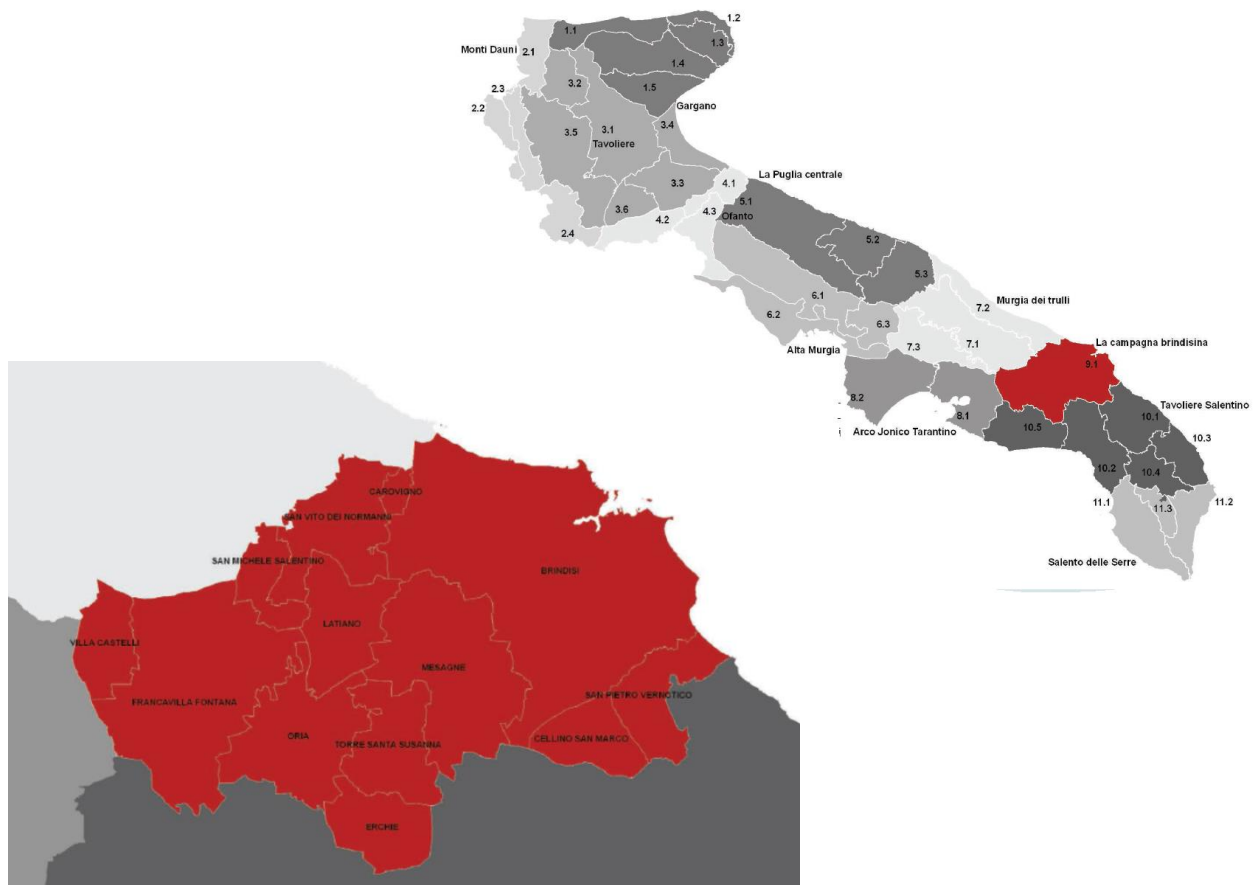 1.2
1.1
1.3
Monti Dauni
2.1
1.4
3.2
1.5
2.3
Gargano
2.2
3.4
3.5
3.1
Tavoliere
La Puglia centrale
3.3
4.1
5.1
3.6
4.3
Ofanto
4.2
2.4
5.2
5.3
6.1
Murgia dei trulli
7.2
6.2
6.3
7.1
La campagna brindisina
7.3
Alta Murgia
9.1
8.2
Tavoliere Salentino
8.1
10.1
10.5
Arco Jonico Tarantino
10.3
10.2
10.4
11.1
11.3
11.2
Salento delle Serre
CAROVIGNO
SAN VITO DEI NORMANNI
SAN MICHELE SALENTINO
BRINDISI
LATIANO
VILLA CASTELLI
MESAGNE
SAN PIETRO VERNOTICO
FRANCAVILLA FONTANA
ORIA
CELLINO SAN MARCO
TORRE SANTA SUSANNA
ERCHIE